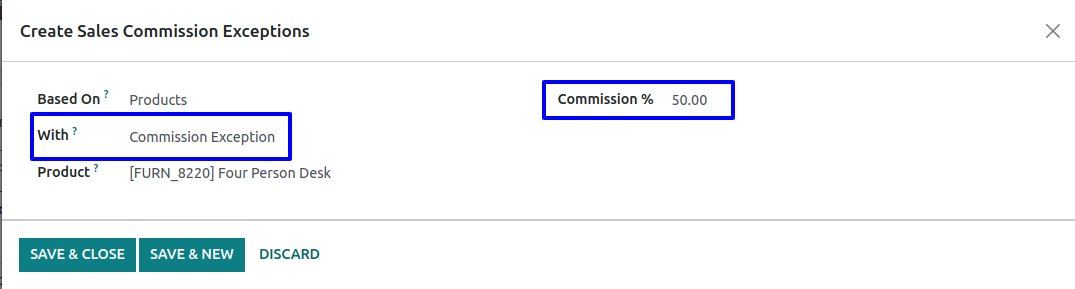 Create Sales Commission Exceptions
Based On ? Products
Commission % 50.00
With ? Commission Exception
Product ? [FURN_8220] Four Person Desk
SAVE & CLOSE SAVE & NEW DISCARD